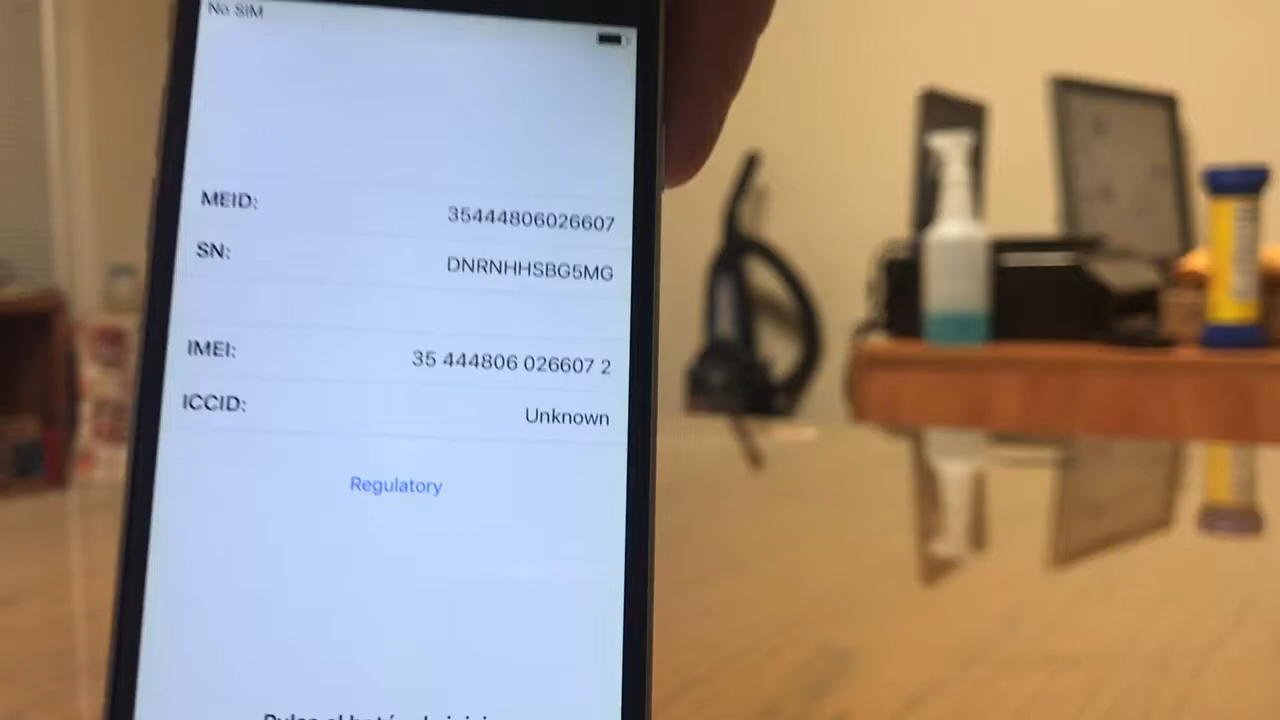 No SIM
MEID: 35444806026607
SN: DNRNHHSBG5MG
IMEI: 35 444806 026607 2
ICCID: Unknown
Regulatory